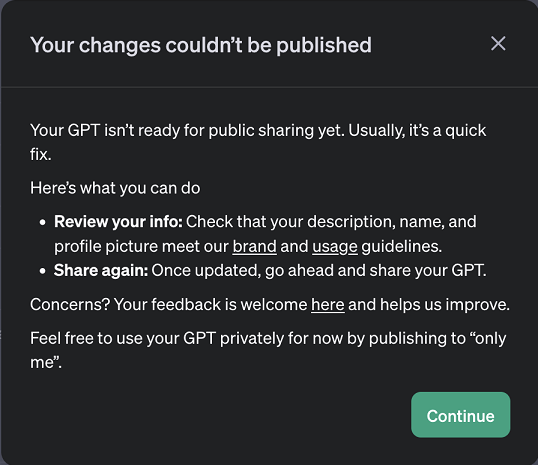 Your changes couldn't be published
Your GPT isn't ready for public sharing yet. Usually, it's a quick
fix.
Here's what you can do
• Review your info: Check that your description, name, and
profile picture meet our brand and usage guidelines.
• Share again: Once updated, go ahead and share your GPT.
Concerns? Your feedback is welcome here and helps us improve.
Feel free to use your GPT privately for now by publishing to “only
me”.
Continue